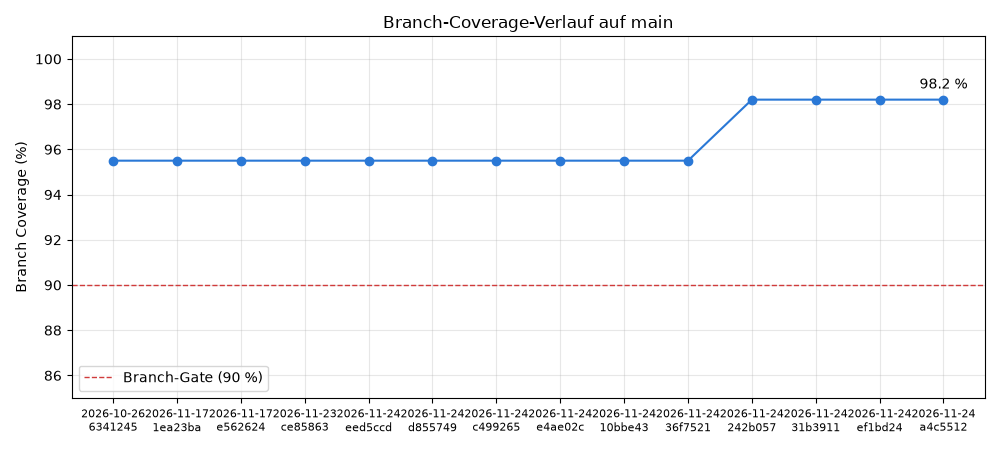 Branch-Coverage-Verlauf auf main
Branch Coverage (%)
100
98
96
94
92
90
88
86
98.2 %
Branch-Gate (90 %)
2026-10-26 2026-11-17 2026-11-17 2026-11-23 2026-11-24 2026-11-24 2026-11-24 2026-11-24 2026-11-24 2026-11-24 2026-11-24 2026-11-24 2026-11-24 2026-11-24
6341245 1ea23ba e562624 ce85863 eed5ccd d855749 c499265 e4ae02c 10bbe43 36f7521 242b057 31b3911 ef1bd24 a4c5512